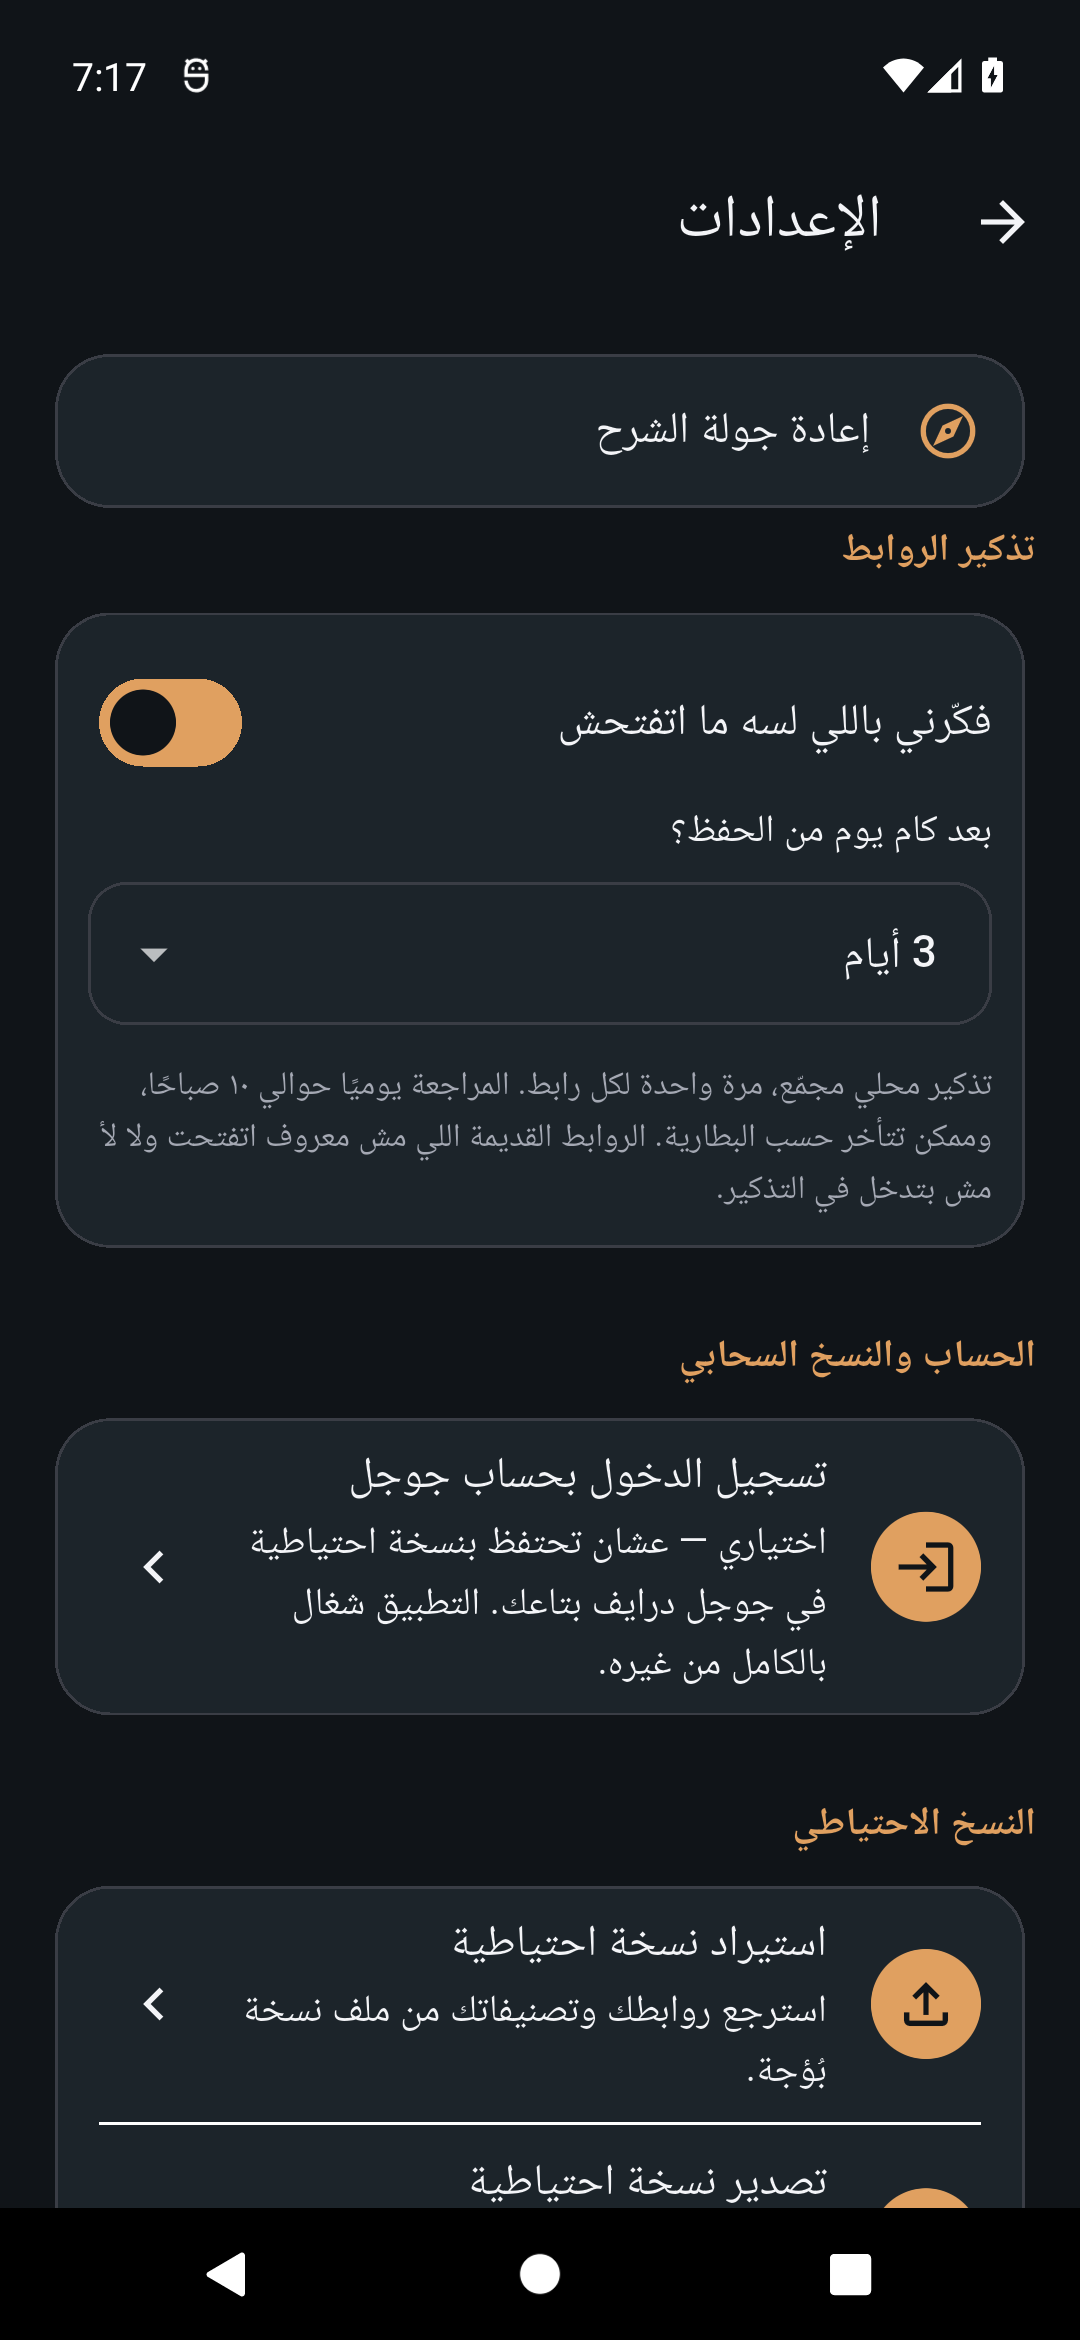 7:17
الإعدادات
إعادة جولة الشرح
تذكير الروابط
فكّرني باللي لسه ما اتفتحش
بعد كام يوم من الحفظ؟
3 أيام
تذكير محلي مجمّع، مرة واحدة لكل رابط. المراجعة يوميًا حوالي ١٠ صباحًا،
وممكن تتأخر حسب البطارية. الروابط القديمة اللي مش معروف اتفتحت ولا لأ
مش بتدخل في التذكير.
الحساب والنسخ السحابي
تسجيل الدخول بحساب جوجل
اختياري — عشان تحتفظ بنسخة احتياطية
في جوجل درايف بتاعك. التطبيق شغال
بالكامل من غيره.
النسخ الاحتياطي
استيراد نسخة احتياطية
استرجع روابطك وتصنيفاتك من ملف نسخة
بُؤجة.
تصدير نسخة احتياطية